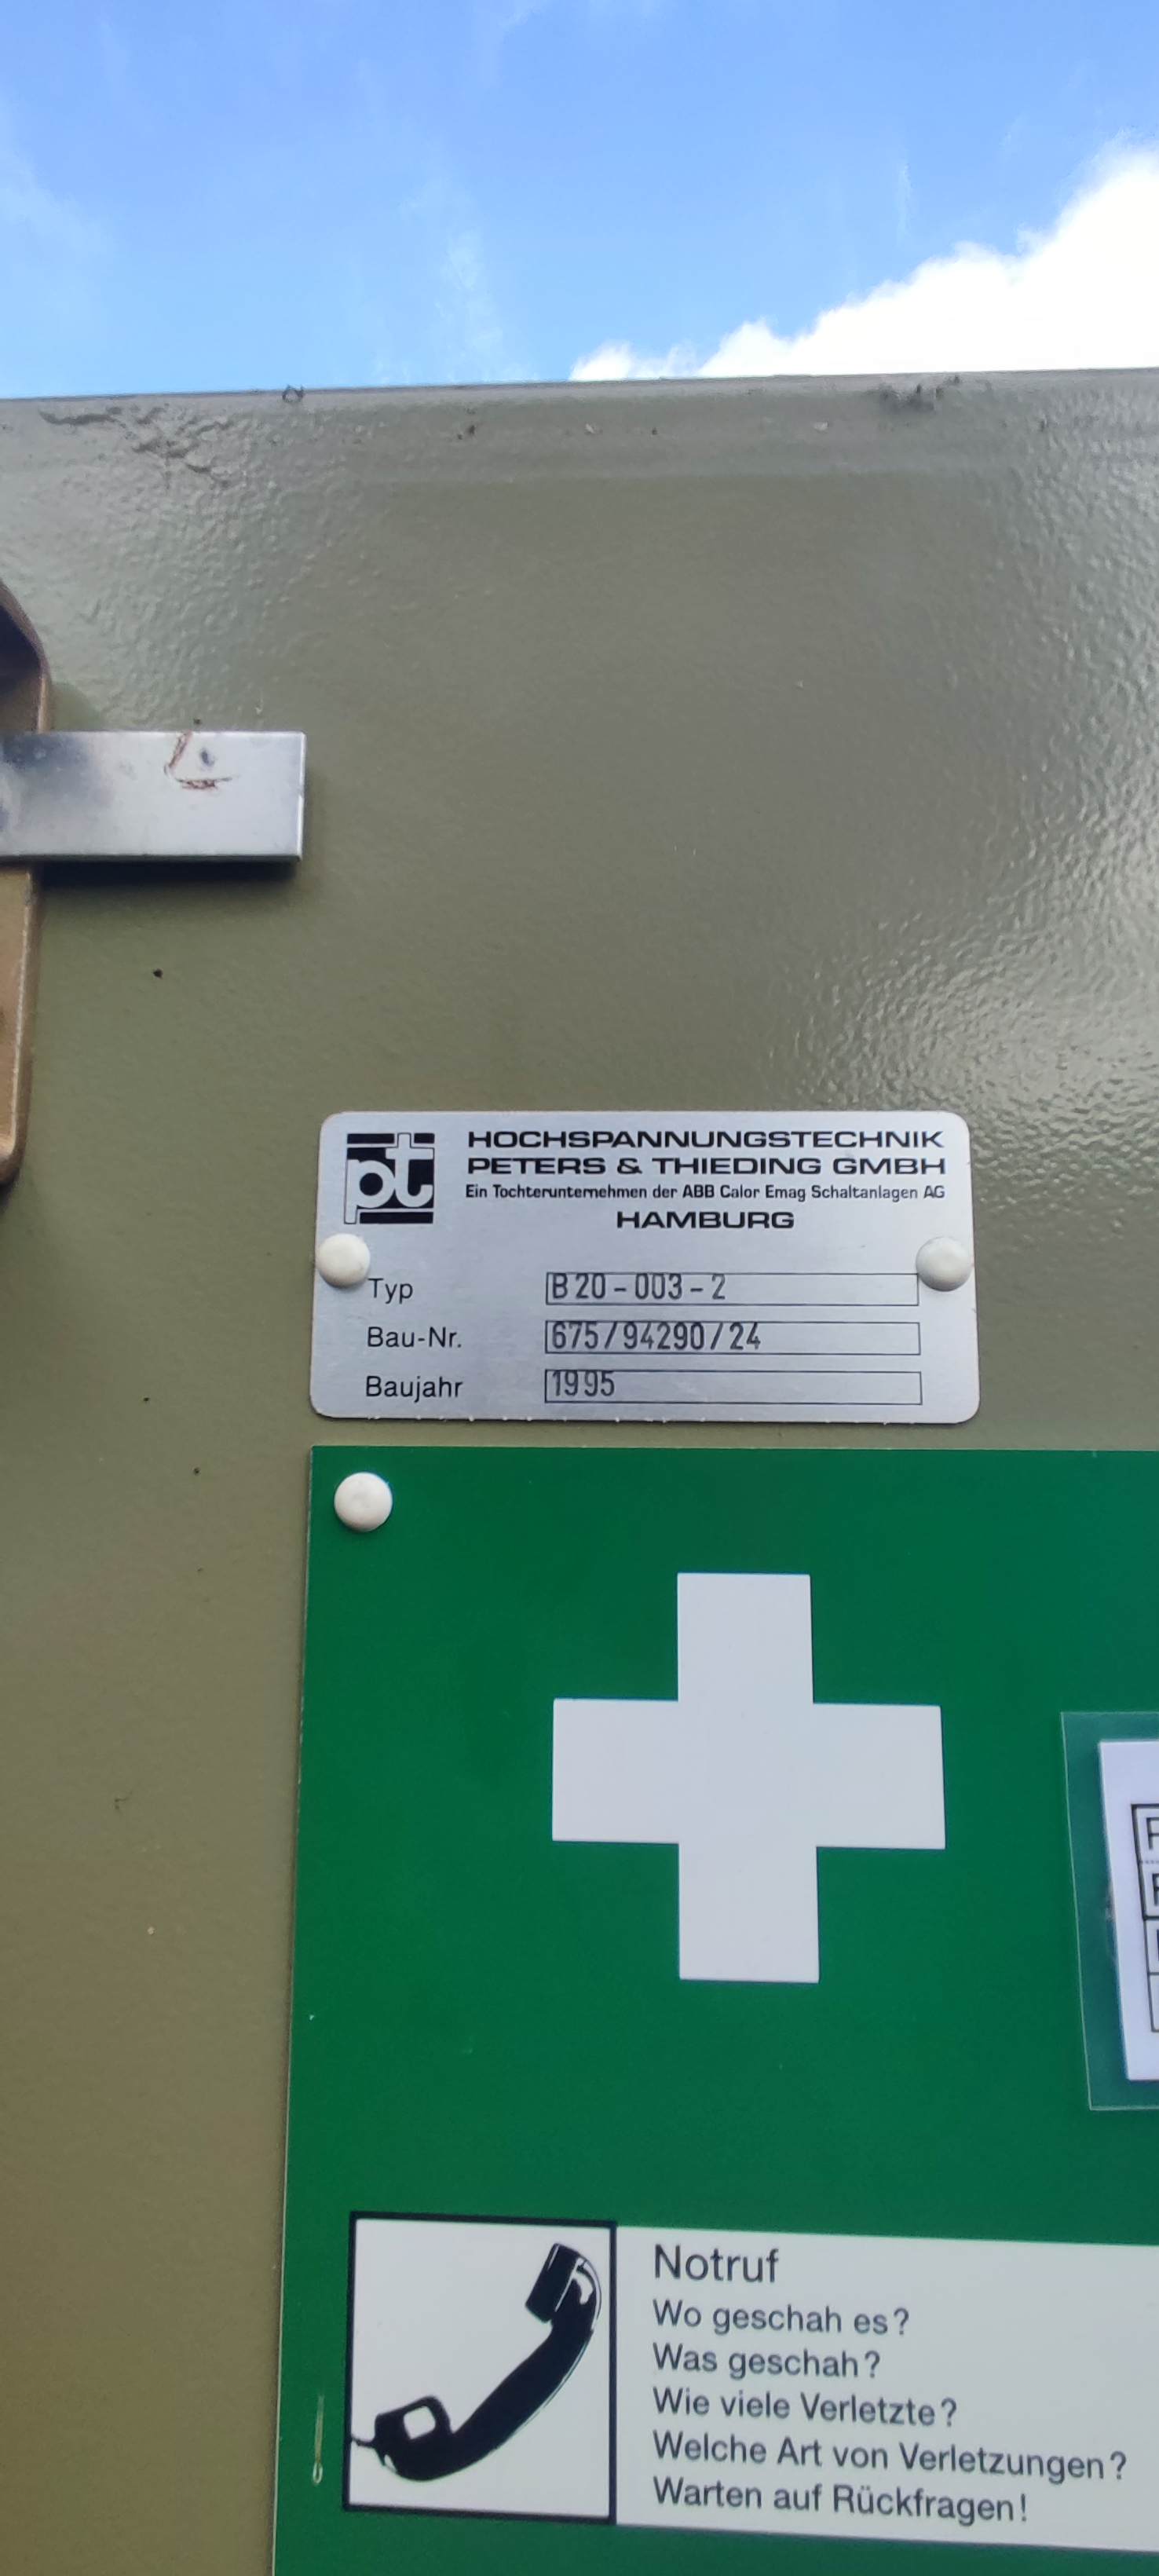 pt
HOCHSPANNUNGSTECHNIK
PETERS & THIEDING GMBH
Ein Tochterunternehmen der ABB Calor Emag Schaltanlagen AG
HAMBURG
Typ B20-003-2
Bau-Nr. 675/94290/24
Baujahr 1995
Notruf
Wo geschah es?
Was geschah?
Wie viele Verletzte?
Welche Art von Verletzungen?
Warten auf Rückfragen!